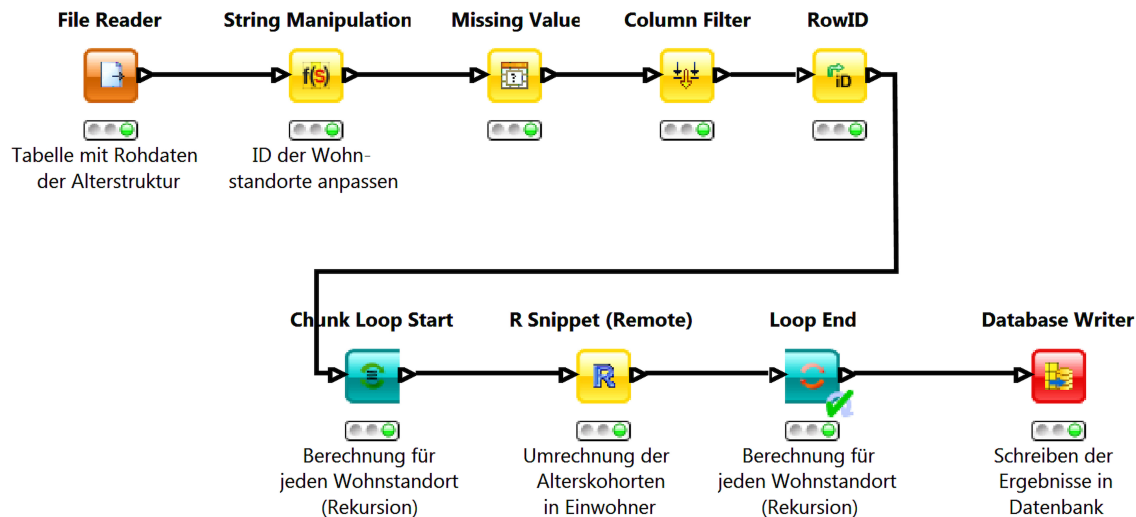 File Reader
String Manipulation
Missing Value
Column Filter
RowID
f(S)
?
iD
Tabelle mit Rohdaten
der Alterstruktur
ID der Wohn-
standorte anpassen
Chunk Loop Start
R Snippet (Remote)
Loop End
Database Writer
R
Berechnung für
jeden Wohnstandort
(Rekursion)
Umrechnung der
Alterskohorten
in Einwohner
Berechnung für
jeden Wohnstandort
(Rekursion)
Schreiben der
Ergebnisse in
Datenbank